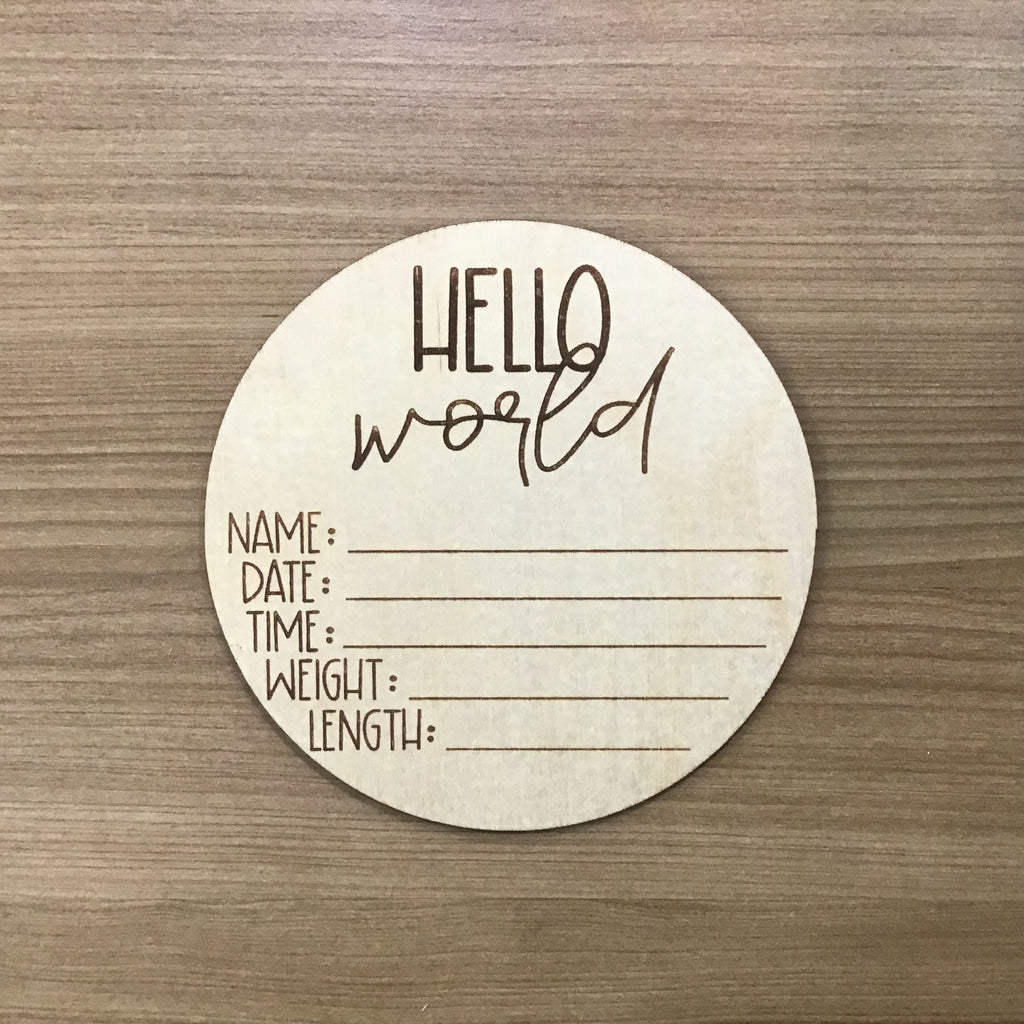 HELLO
world
NAME:
DATE:
TIME:
WEIGHT:
LENGTH: